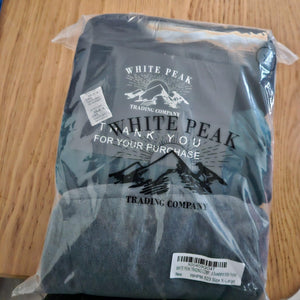 WHITE PEAK
TRADING COMPANY
THANK YOU
FOR YOUR PURCHASE
WHITE PEAK
TRADING COMPANY